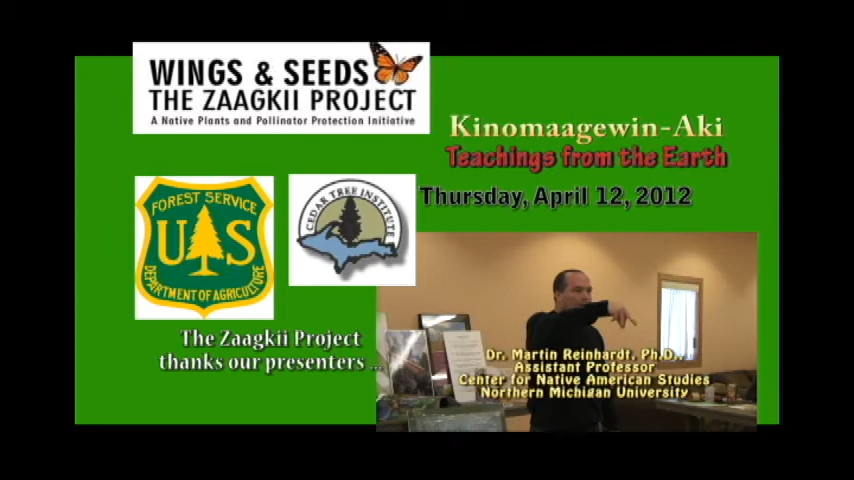 WINGS & SEEDS
THE ZAAGKII PROJECT
A Native Plants and Pollinator Protection Initiative
Kinomaagewin-Aki
Teachings from the Earth
Thursday, April 12, 2012
FOREST SERVICE
U S
DEPARTMENT OF AGRICULTURE
CEDAR TREE INSTITUTE
The Zaagkii Project
thanks our presenters ...
Dr. Martin Reinhardt, Ph.D.,
Assistant Professor
Center for Native American Studies
Northern Michigan University